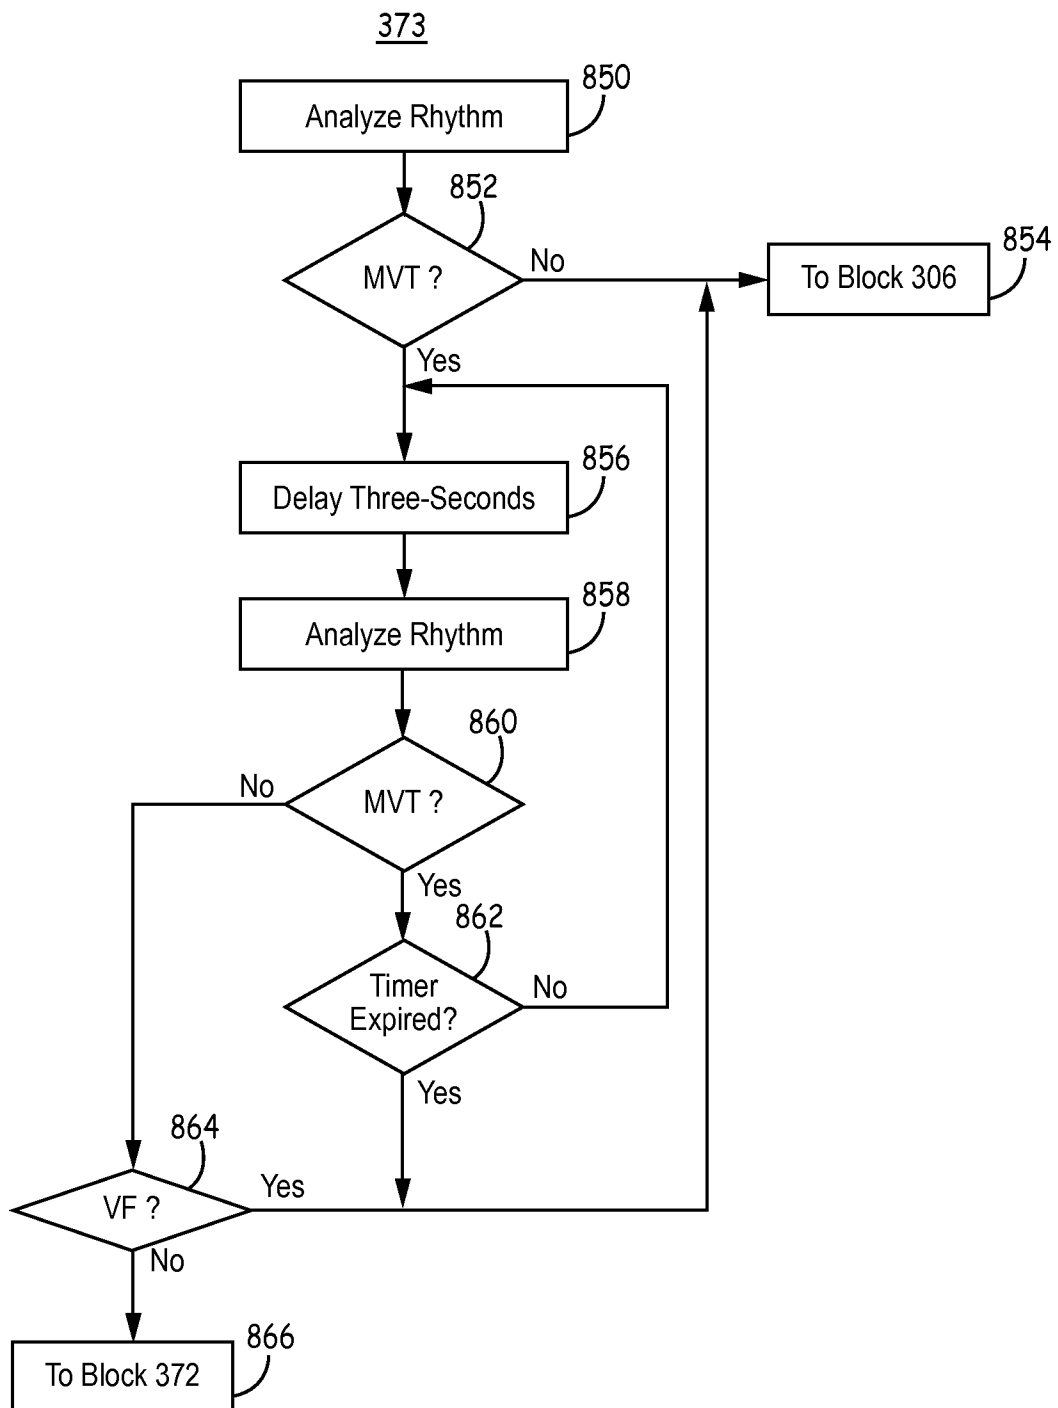 373
850
Analyze Rhythm
852
MVT ?
No
854
To Block 306
Yes
856
Delay Three-Seconds
858
Analyze Rhythm
860
No
MVT ?
Yes
862
Timer
Expired?
No
Yes
864
VF ?
Yes
No
866
To Block 372